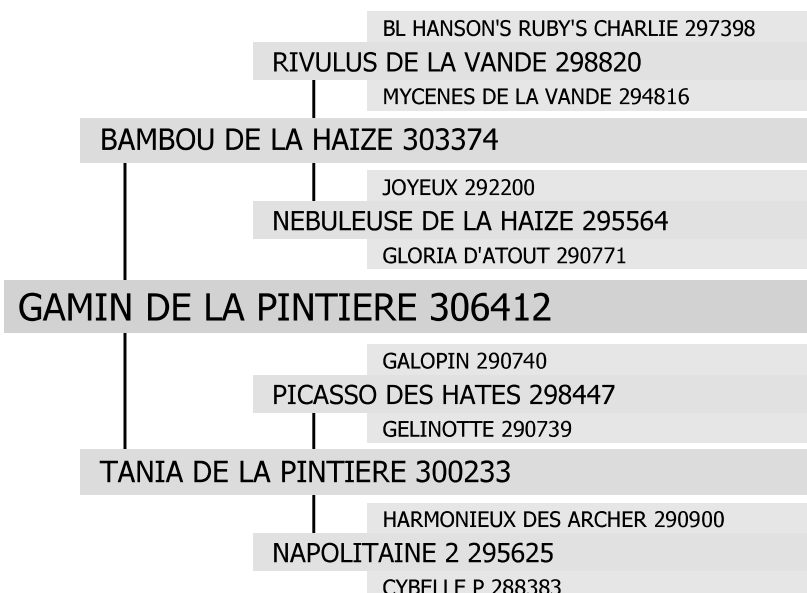 BL HANSON'S RUBY'S CHARLIE 297398
RIVULUS DE LA VANDE 298820
MYCENES DE LA VANDE 294816
BAMBOU DE LA HAIZE 303374
JOYEUX 292200
NEBULEUSE DE LA HAIZE 295564
GLORIA D'ATOUT 290771
GAMIN DE LA PINTIERE 306412
GALOPIN 290740
PICASSO DES HATES 298447
GELINOTTE 290739
TANIA DE LA PINTIERE 300233
HARMONIEUX DES ARCHER 290900
NAPOLITAINE 2 295625
CYBELLE P 288383